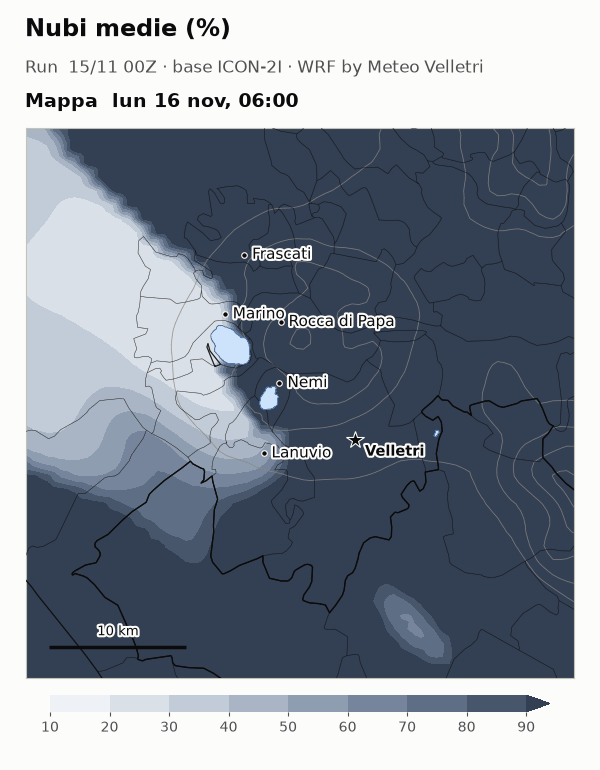 Nubi medie (%)
Run  15/11 00Z · base ICON-2I · WRF by Meteo Velletri
Mappa  lun 16 nov, 06:00
Frascati
Marino
Rocca di Papa
Nemi
Velletri
Lanuvio
10 km
10 20 30 40 50 60 70 80 90